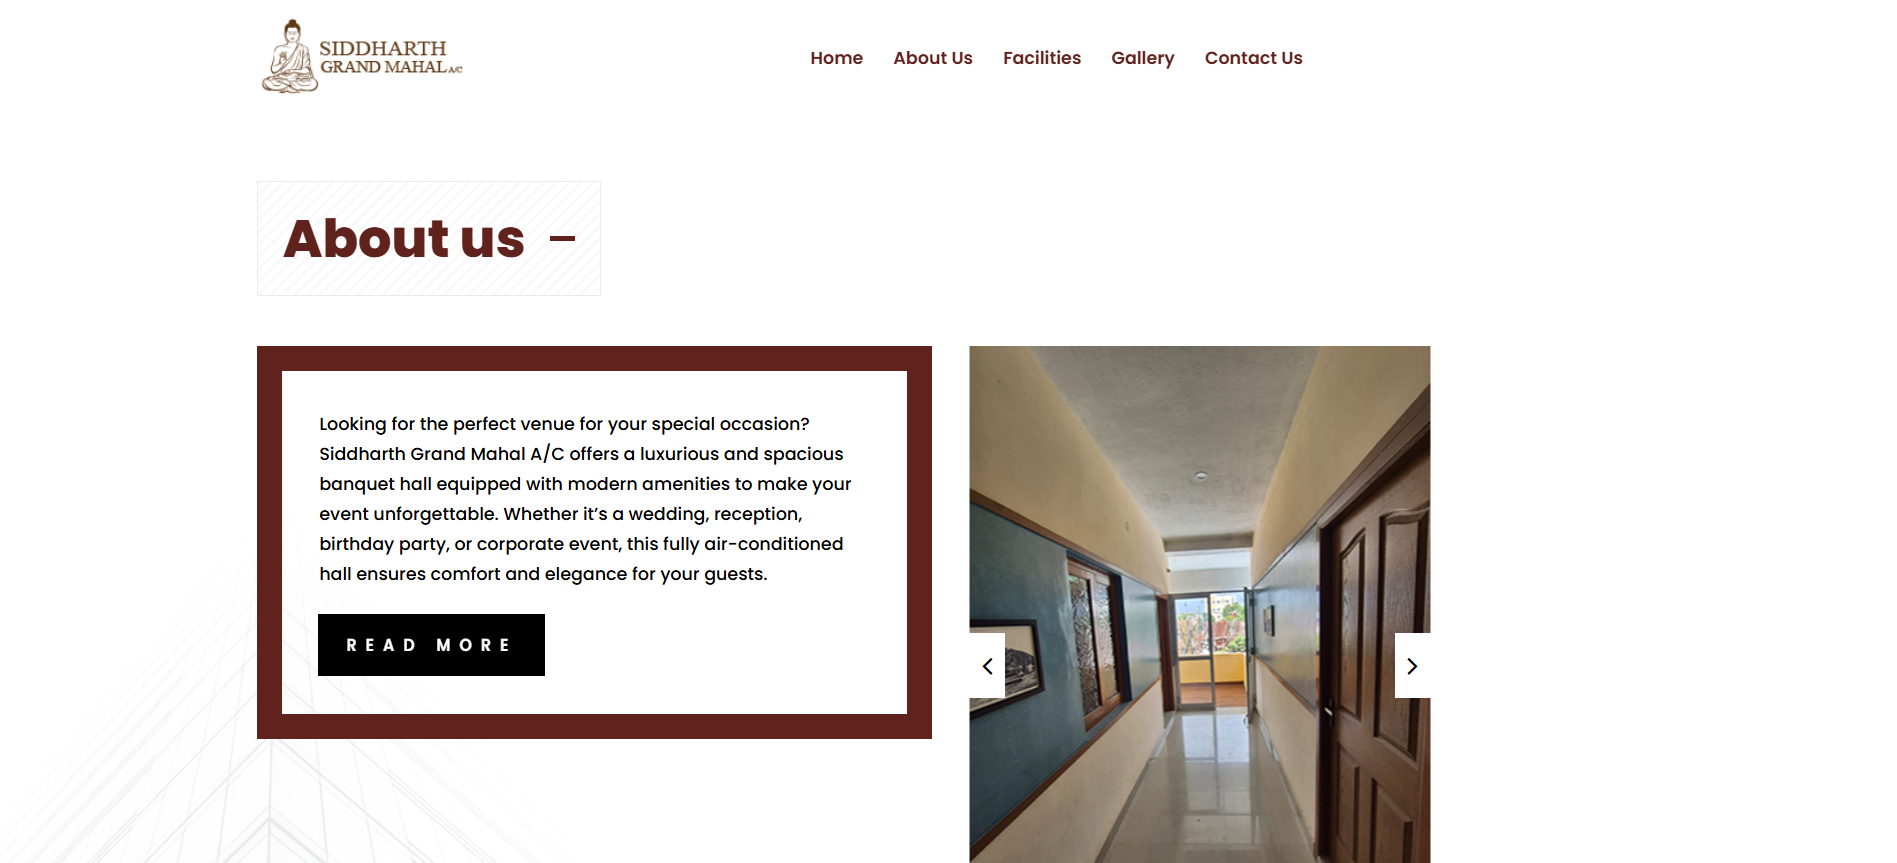 SIDDHARTH
GRAND MAHAL A/C
Home About Us Facilities Gallery Contact Us
About us
Looking for the perfect venue for your special occasion?
Siddharth Grand Mahal A/C offers a luxurious and spacious
banquet hall equipped with modern amenities to make your
event unforgettable. Whether it’s a wedding, reception,
birthday party, or corporate event, this fully air-conditioned
hall ensures comfort and elegance for your guests.
READ MORE